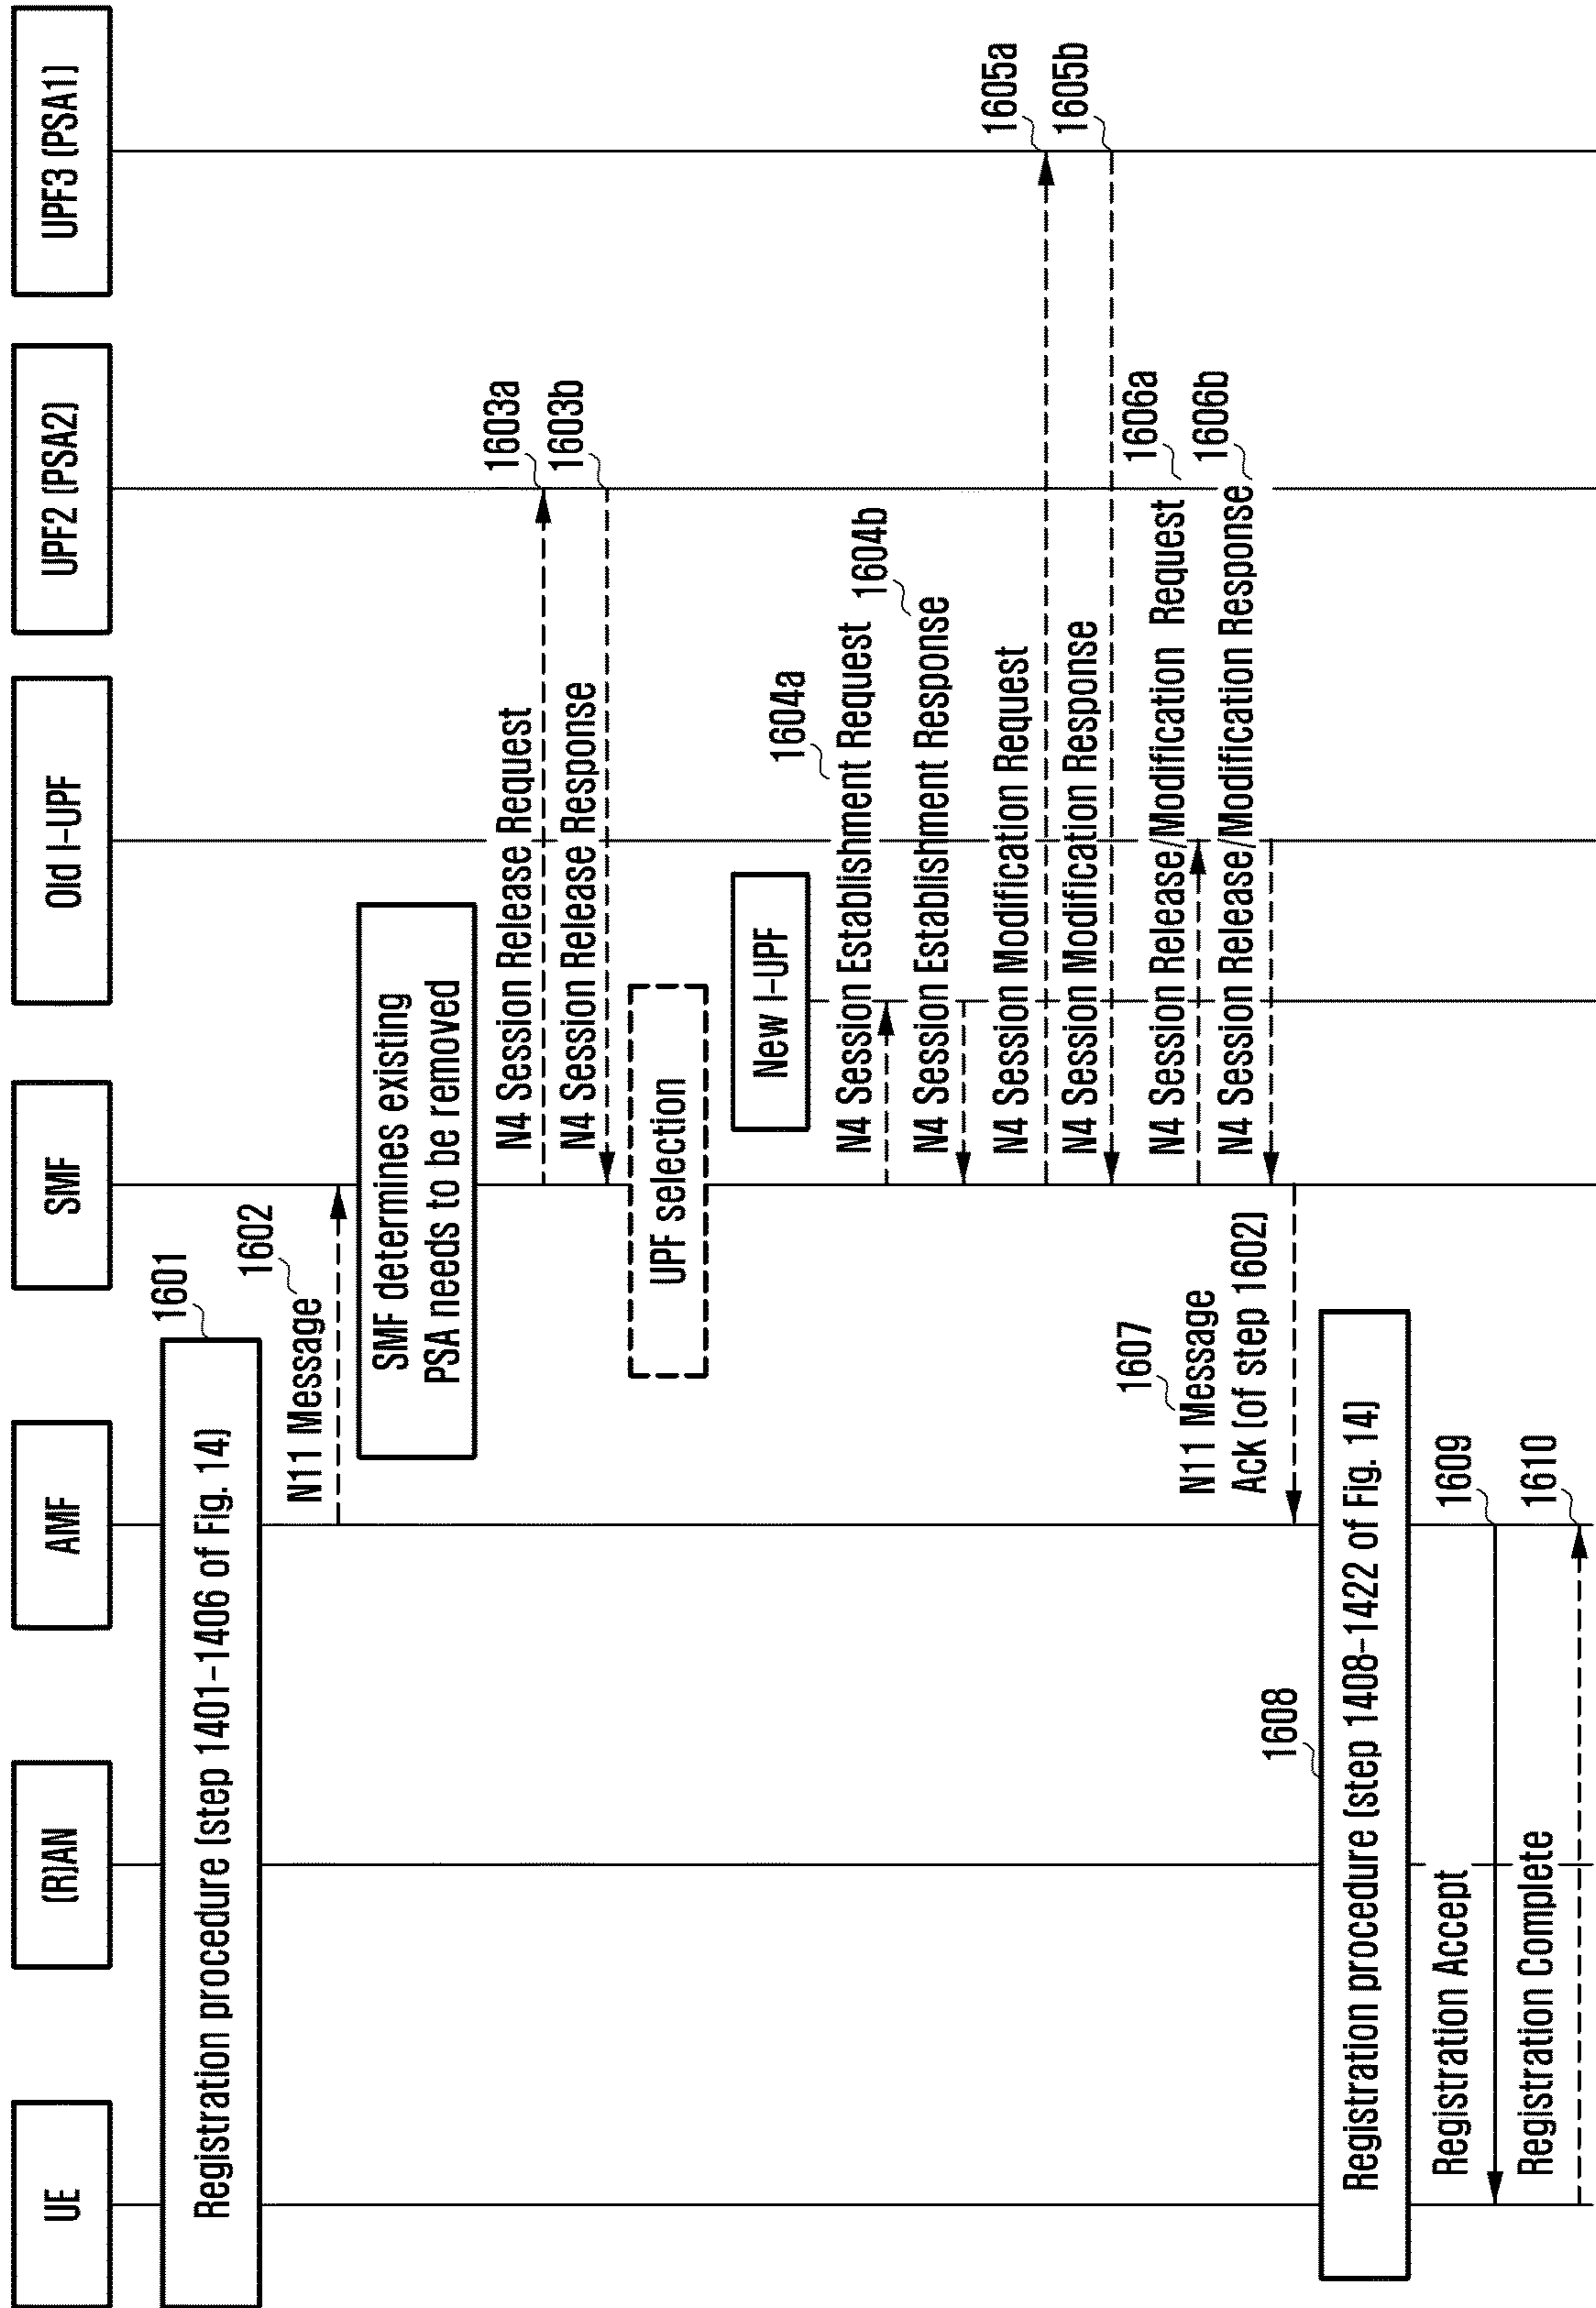 UE
(R)AN
AMF
SMF
Old I-UPF
UPF2 (PSA2)
UPF3 (PSA1)
Registration procedure (step 1401-1406 of Fig. 14)
1601
N11 Message
1602
SMF determines existing
PSA needs to be removed
N4 Session Release Request
1603a
N4 Session Release Response
1603b
UPF selection
New I-UPF
N4 Session Establishment Request
1604a
N4 Session Establishment Response
1604b
N4 Session Modification Request
1605a
N4 Session Modification Response
1605b
N4 Session Release/Modification Request
1606a
N4 Session Release/Modification Response
1606b
1607
N11 Message
Ack (of step 1602)
1608
Registration procedure (step 1408-1422 of Fig. 14)
Registration Accept
1609
Registration Complete
1610